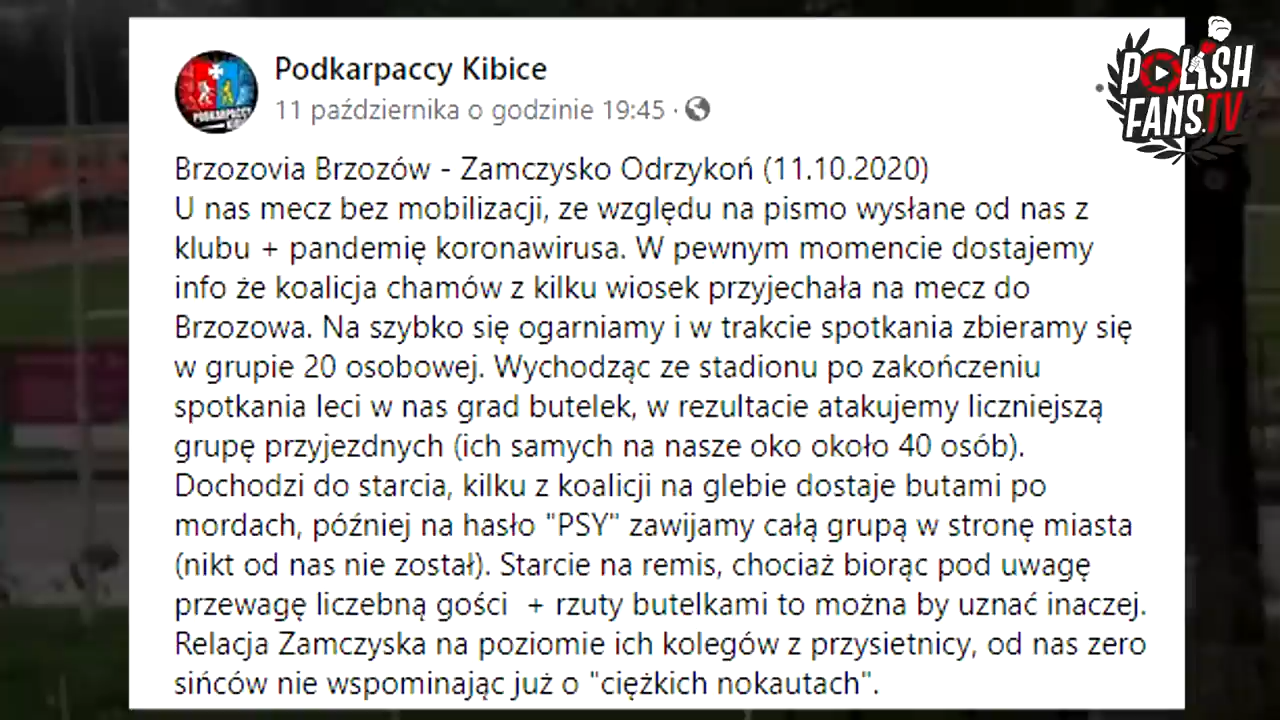 Podkarpaccy Kibice
11 października o godzinie 19:45 ·
POLISH
FANS.TV
PODKARPACCY
Brzozovia Brzozów - Zamczysko Odrzykoń (11.10.2020)
U nas mecz bez mobilizacji, ze względu na pismo wysłane od nas z
klubu + pandemię koronawirusa. W pewnym momencie dostajemy
info że koalicja chamów z kilku wiosek przyjechała na mecz do
Brzozowa. Na szybko się ogarniamy i w trakcie spotkania zbieramy się
w grupie 20 osobowej. Wychodząc ze stadionu po zakończeniu
spotkania leci w nas grad butelek, w rezultacie atakujemy liczniejszą
grupę przyjezdnych (ich samych na nasze oko około 40 osób).
Dochodzi do starcia, kilku z koalicji na glebie dostaje butami po
mordach, później na hasło "PSY" zawijamy całą grupą w stronę miasta
(nikt od nas nie został). Starcie na remis, chociaż biorąc pod uwagę
przewagę liczebną gości  + rzuty butelkami to można by uznać inaczej.
Relacja Zamczyska na poziomie ich kolegów z przysietnicy, od nas zero
sińców nie wspominając już o "ciężkich nokautach".